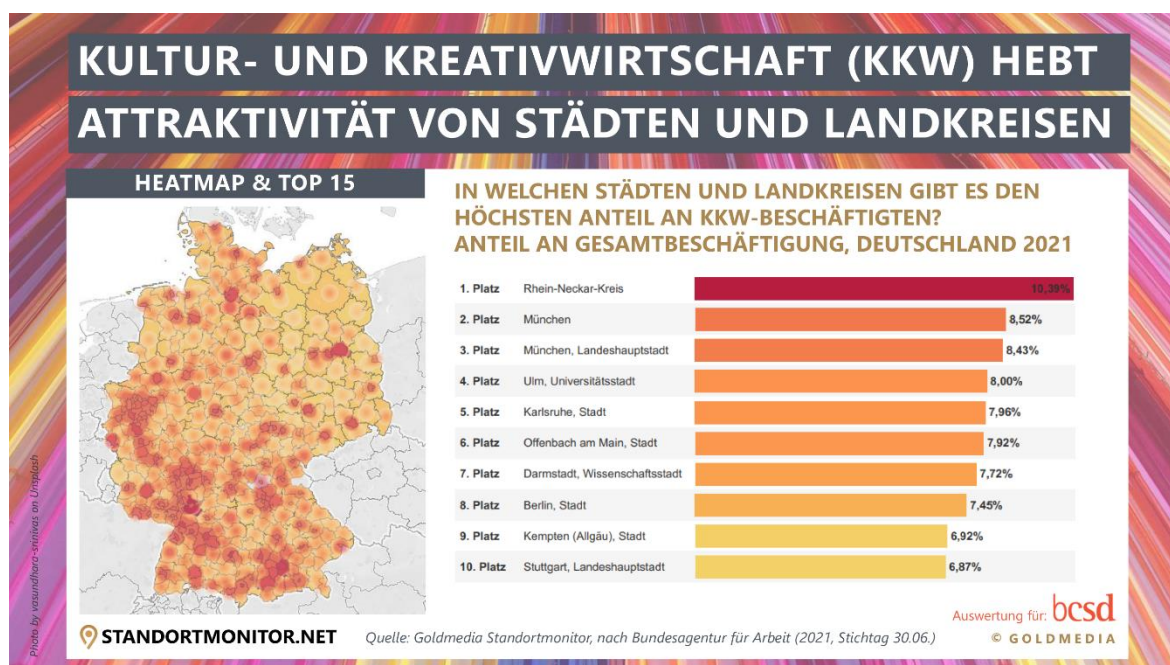 KULTUR- UND KREATIVWIRTSCHAFT (KKW) HEBT
ATTRAKTIVITÄT VON STÄDTEN UND LANDKREISEN
HEATMAP & TOP 15
IN WELCHEN STÄDTEN UND LANDKREISEN GIBT ES DEN
HÖCHSTEN ANTEIL AN KKW-BESCHÄFTIGTEN?
ANTEIL AN GESAMTBESCHÄFTIGUNG, DEUTSCHLAND 2021
1. Platz Rhein-Neckar-Kreis 10,39%
2. Platz München 8,52%
3. Platz München, Landeshauptstadt 8,43%
4. Platz Ulm, Universitätsstadt 8,00%
5. Platz Karlsruhe, Stadt 7,96%
6. Platz Offenbach am Main, Stadt 7,92%
7. Platz Darmstadt, Wissenschaftsstadt 7,72%
8. Platz Berlin, Stadt 7,45%
9. Platz Kempten (Allgäu), Stadt 6,92%
10. Platz Stuttgart, Landeshauptstadt 6,87%
Photo by vasundhara-srinivas on Unsplash
STANDORTMONITOR.NET
Quelle: Goldmedia Standortmonitor, nach Bundesagentur für Arbeit (2021, Stichtag 30.06.)
Auswertung für: bcsd
© GOLDMEDIA